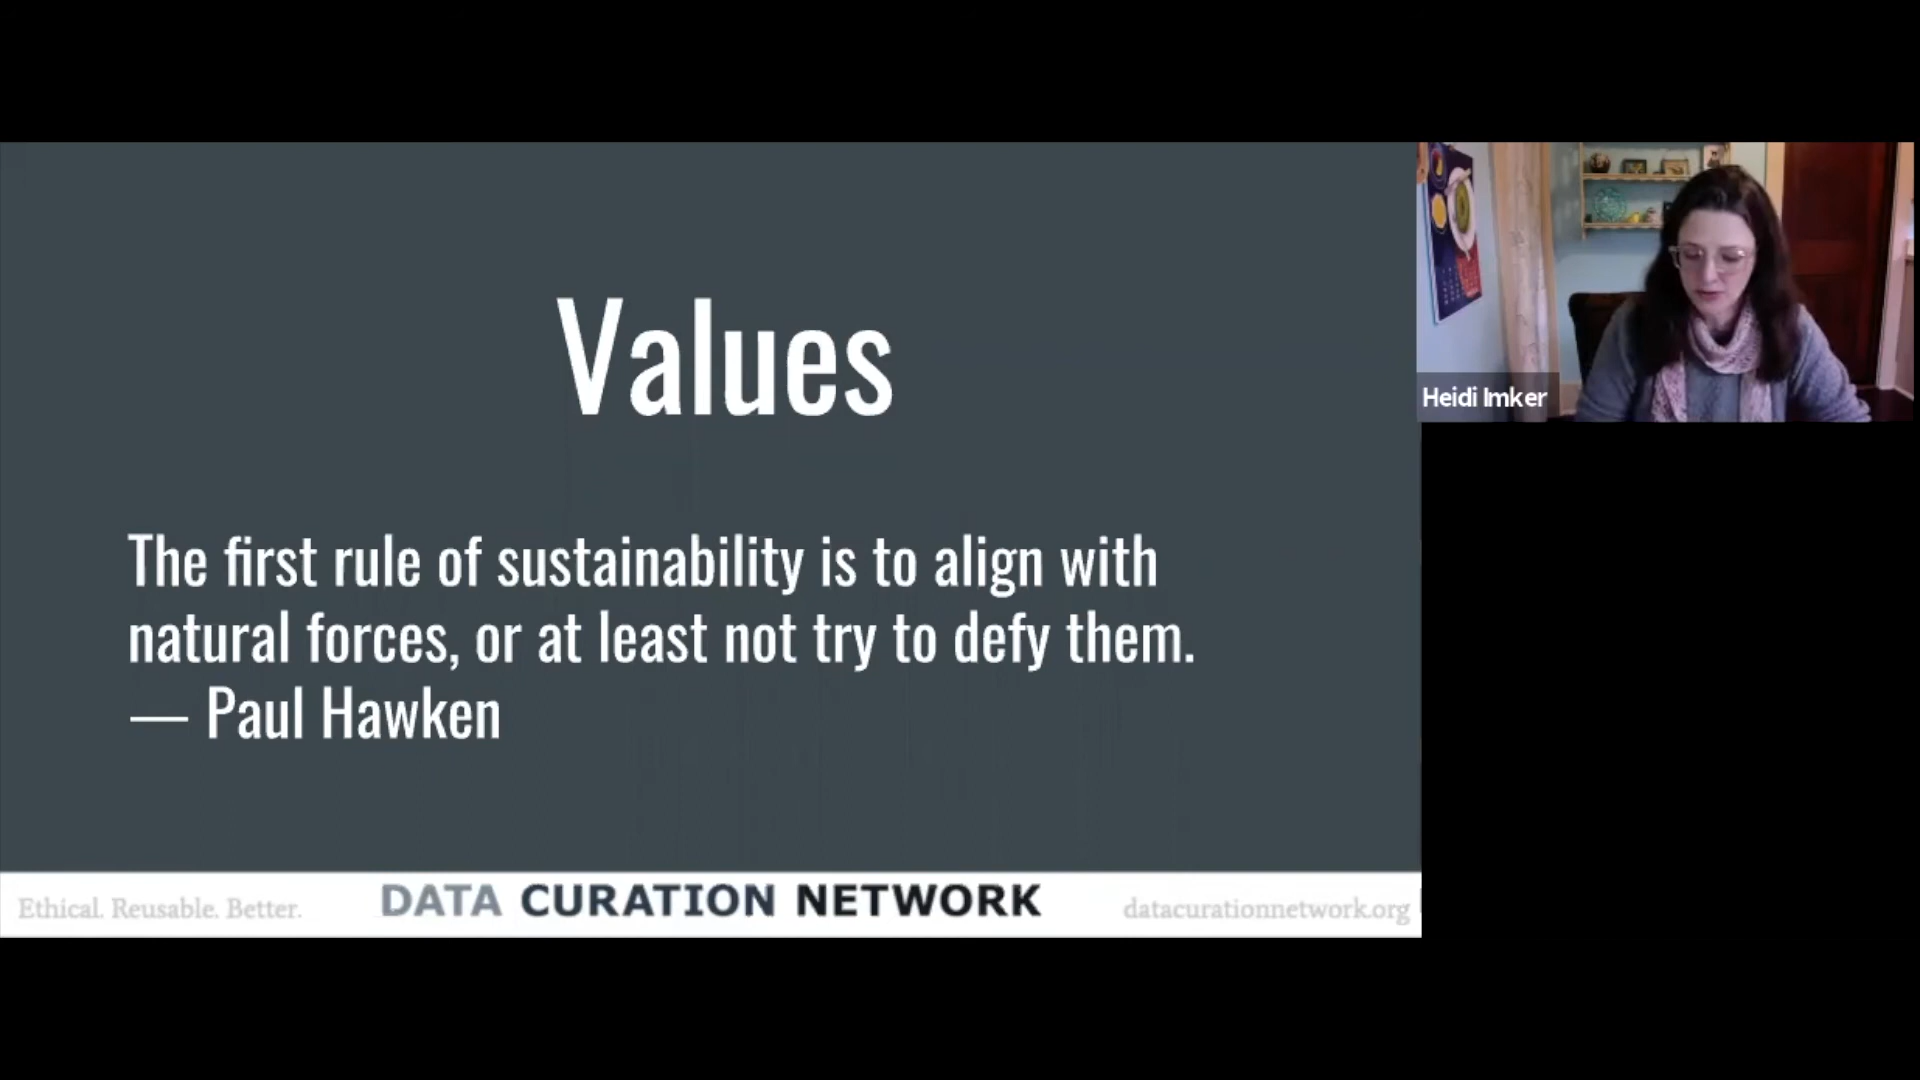 Values
The first rule of sustainability is to align with
natural forces, or at least not try to defy them.
— Paul Hawken
Ethical. Reusable. Better.
DATA CURATION NETWORK
datacurationnetwork.org
Heidi Imker